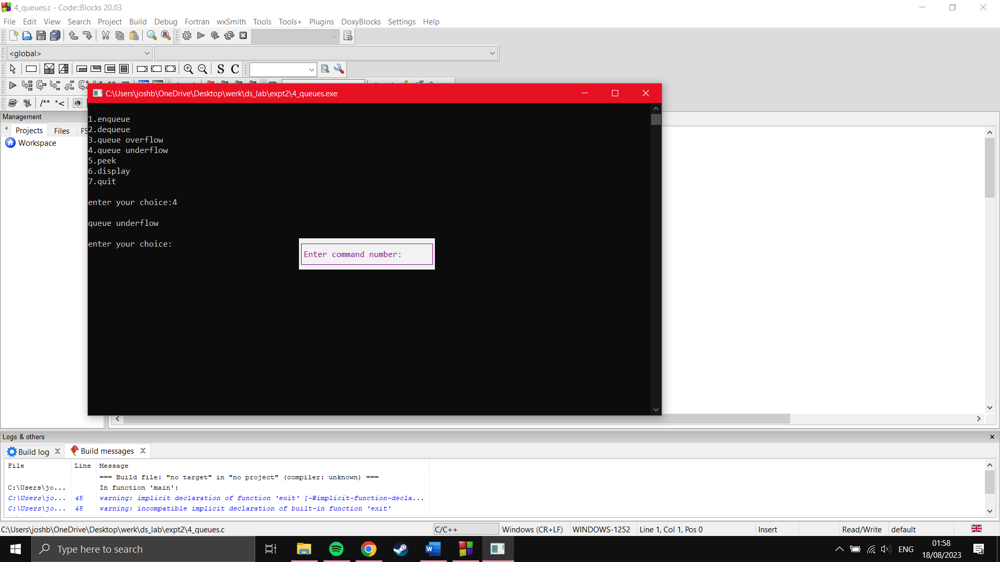 4_queues.c - Code::Blocks 20.03
File Edit View Search Project Build Debug Fortran wxSmith Tools Tools+ Plugins DoxyBlocks Settings Help
<global>
S C
/** *<
C:\Users\joshb\OneDrive\Desktop\werk\ds_lab\expt2\4_queues.exe
Management
Projects Files FS
Workspace
1.enqueue
2.dequeue
3.queue overflow
4.queue underflow
5.peek
6.display
7.quit
enter your choice:4
queue underflow
enter your choice:
Enter command number:
Logs & others
Build log Build messages
File Line Message
=== Build file: "no target" in "no project" (compiler: unknown) ===
C:\Users\jo... In function 'main':
C:\Users\jo... 45 warning: implicit declaration of function 'exit' [-Wimplicit-function-decla...
C:\Users\jo... 45 warning: incompatible implicit declaration of built-in function 'exit'
C:\Users\joshb\OneDrive\Desktop\werk\ds_lab\expt2\4_queues.c C/C++ Windows (CR+LF) WINDOWS-1252 Line 1, Col 1, Pos 0 Insert Read/Write default
Type here to search
ENG
01:58
18/08/2023